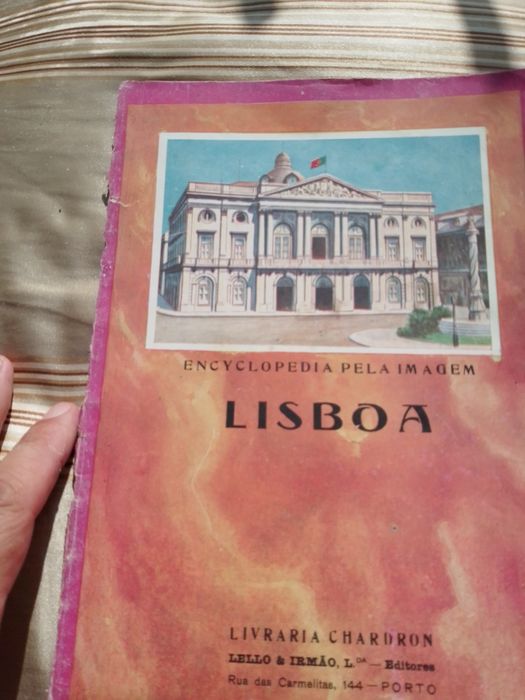 ENCYCLOPEDIA PELA IMAGEM
LISBOA
LIVRARIA CHARDRON
LELLO & IRMÃO, L.DA — Editores
Rua das Carmelitas, 144 — PORTO